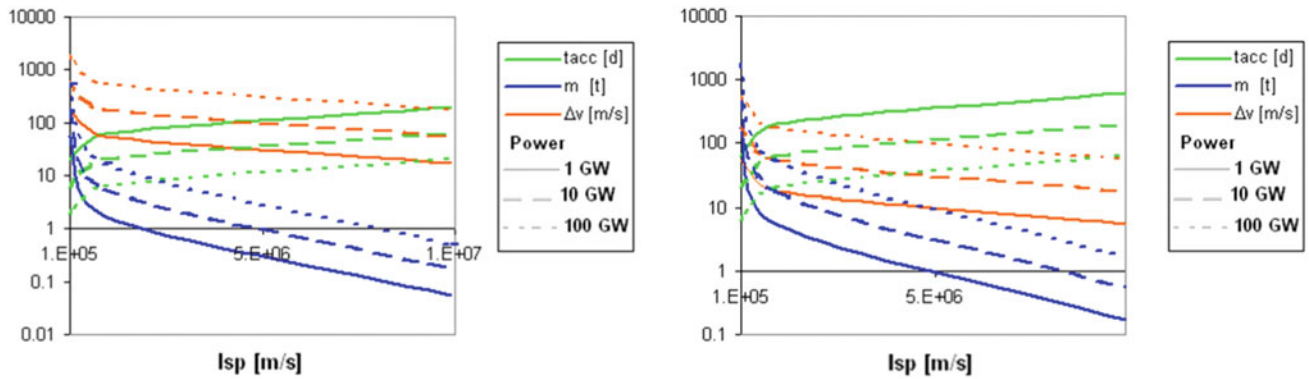 10000
1000
100
10
1
0.1
0.01
1.E+05
5.E+06
1.E+07
Isp [m/s]
tacc [d]
m [t]
Δv [m/s]
Power
1 GW
10 GW
100 GW
10000
1000
100
10
1
0.1
1.E+05
5.E+06
Isp [m/s]
tacc [d]
m [t]
Δv [m/s]
Power
1 GW
10 GW
100 GW